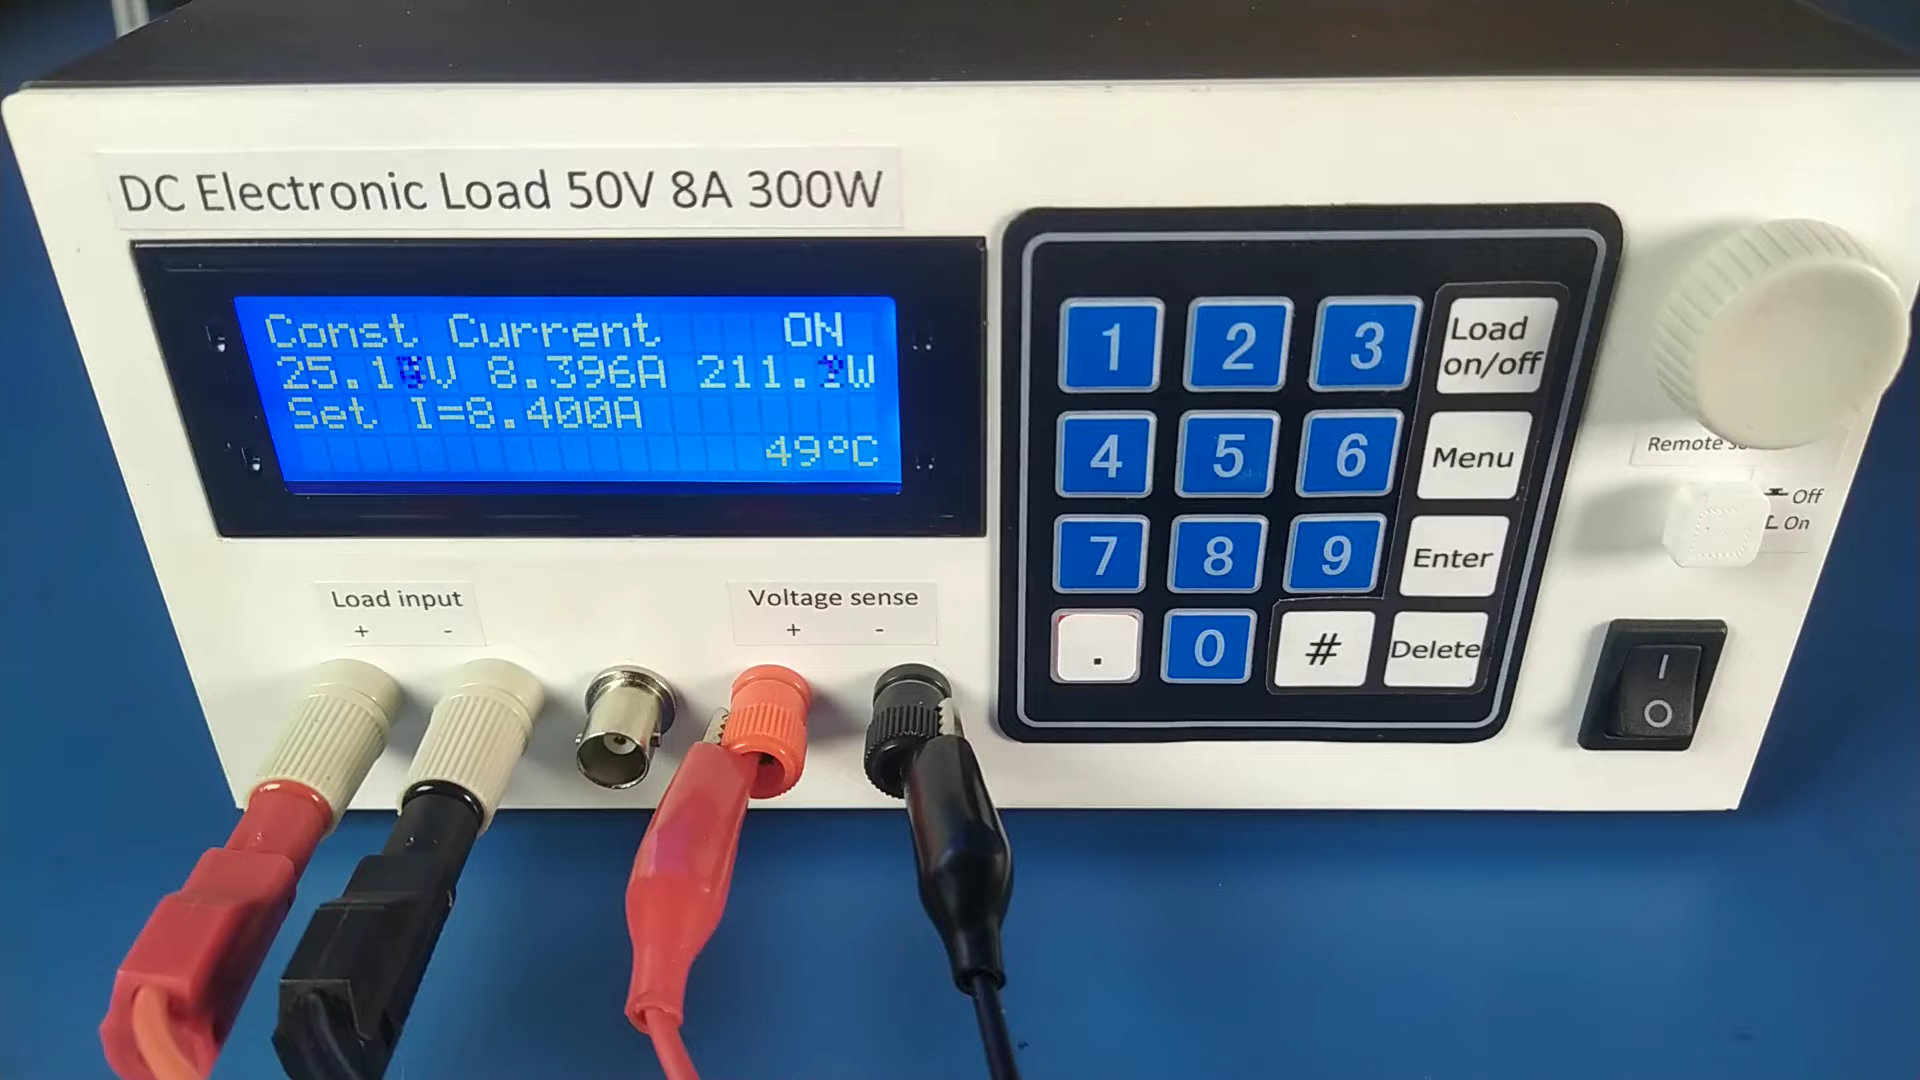 DC Electronic Load 50V 8A 300W
Const Current ON
8.396A
Set I=8.400A
49°C
1 2 3 Load on/off
4 5 6 Menu
7 8 9 Enter
. 0 # Delete
Remote
Off
On
Load input
+ -
Voltage sense
+ -
I
O